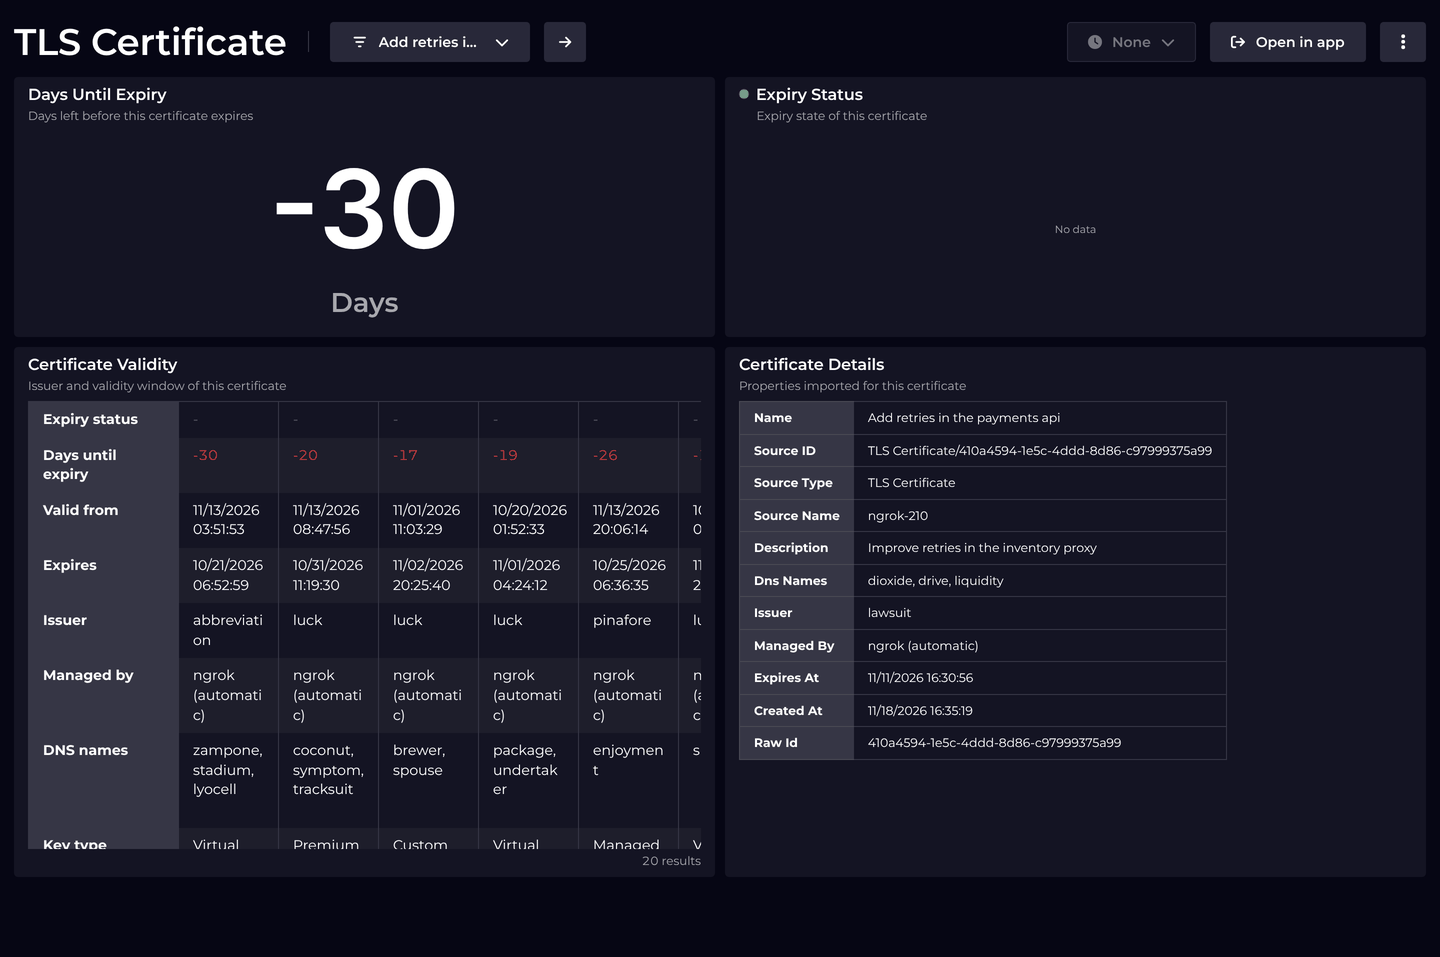 TLS Certificate
Add retries i...
None
Open in app
Days Until Expiry
Days left before this certificate expires
-30
Days
Expiry Status
Expiry state of this certificate
No data
Certificate Validity
Issuer and validity window of this certificate
Expiry status - - - - - -
Days until expiry -30 -20 -17 -19 -26
Valid from 11/13/2026 03:51:53 11/13/2026 08:47:56 11/01/2026 11:03:29 10/20/2026 01:52:33 11/13/2026 20:06:14
Expires 10/21/2026 06:52:59 10/31/2026 11:19:30 11/02/2026 20:25:40 11/01/2026 04:24:12 10/25/2026 06:36:35
Issuer abbreviation luck luck luck pinafore
Managed by ngrok (automatic) ngrok (automatic) ngrok (automatic) ngrok (automatic) ngrok (automatic)
DNS names zampone, stadium, lyocell coconut, symptom, tracksuit brewer, spouse package, undertaker enjoyment
Key type Virtual Premium Custom Virtual Managed
20 results
Certificate Details
Properties imported for this certificate
Name Add retries in the payments api
Source ID TLS Certificate/410a4594-1e5c-4ddd-8d86-c97999375a99
Source Type TLS Certificate
Source Name ngrok-210
Description Improve retries in the inventory proxy
Dns Names dioxide, drive, liquidity
Issuer lawsuit
Managed By ngrok (automatic)
Expires At 11/11/2026 16:30:56
Created At 11/18/2026 16:35:19
Raw Id 410a4594-1e5c-4ddd-8d86-c97999375a99